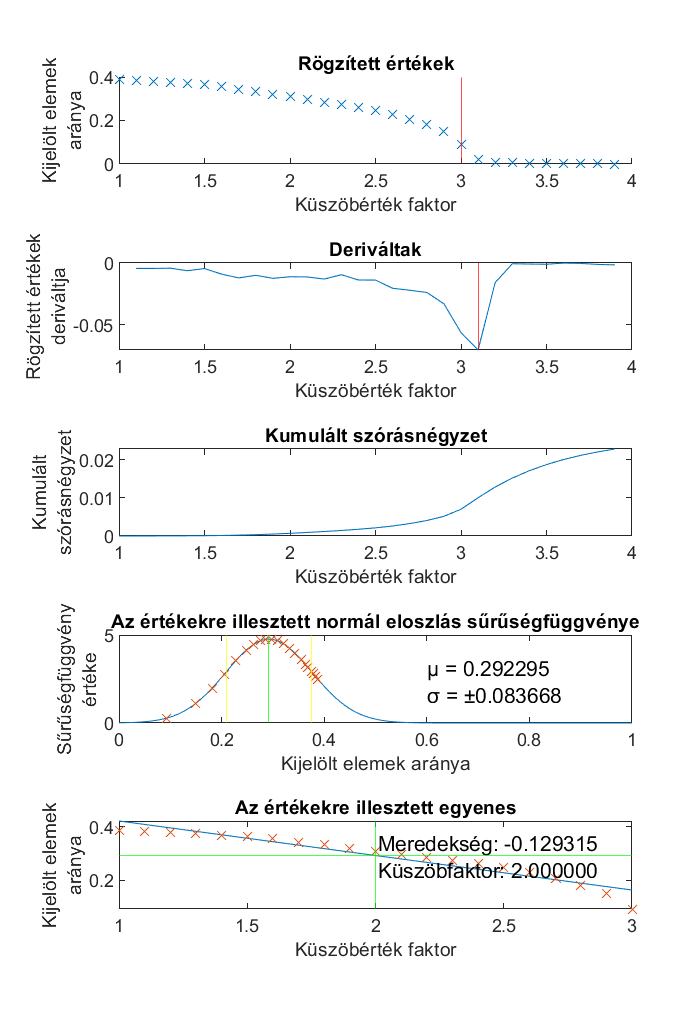 Rögzített értékek
Kijelölt elemek
aránya
0.4
0.2
0
1 1.5 2 2.5 3 3.5 4
Küszöbérték faktor
Deriváltak
Rögzített értékek
deriváltja
0
-0.05
1 1.5 2 2.5 3 3.5 4
Küszöbérték faktor
Kumulált szórásnégyzet
Kumulált
szórásnégyzet
0.02
0.01
0
1 1.5 2 2.5 3 3.5 4
Küszöbérték faktor
Az értékekre illesztett normál eloszlás sűrűségfüggvénye
Sűrűségfüggvény
értéke
5
0
μ = 0.292295
σ = ±0.083668
0 0.2 0.4 0.6 0.8 1
Kijelölt elemek aránya
Az értékekre illesztett egyenes
Kijelölt elemek
aránya
0.4
0.2
Meredekség: -0.129315
Küszöbfaktor: 2.000000
1 1.5 2 2.5 3
Küszöbérték faktor